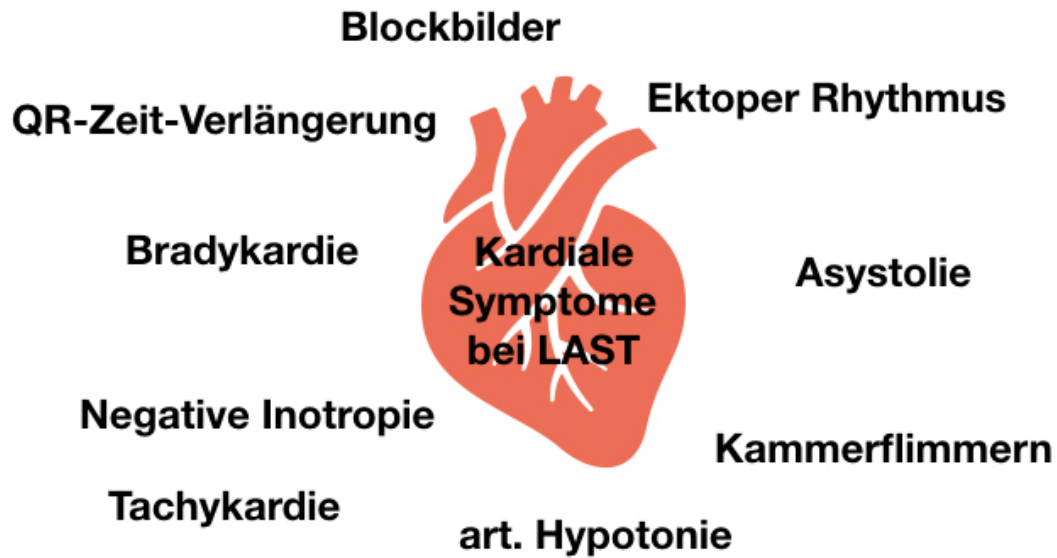 Blockbilder
QR-Zeit-Verlängerung
Ektoper Rhythmus
Bradykardie
Kardiale
Symptome
bei LAST
Asystolie
Negative Inotropie
Kammerflimmern
Tachykardie
art. Hypotonie